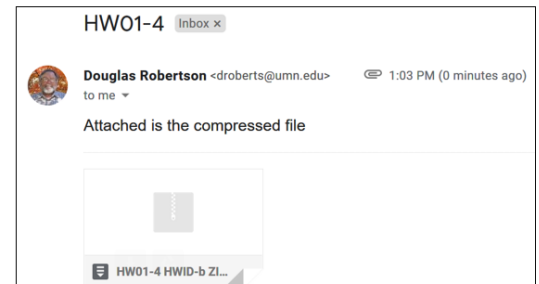 HW01-4 Inbox ×
Douglas Robertson <droberts@umn.edu> 1:03 PM (0 minutes ago)
to me
Attached is the compressed file
HW01-4 HWID-b ZI...